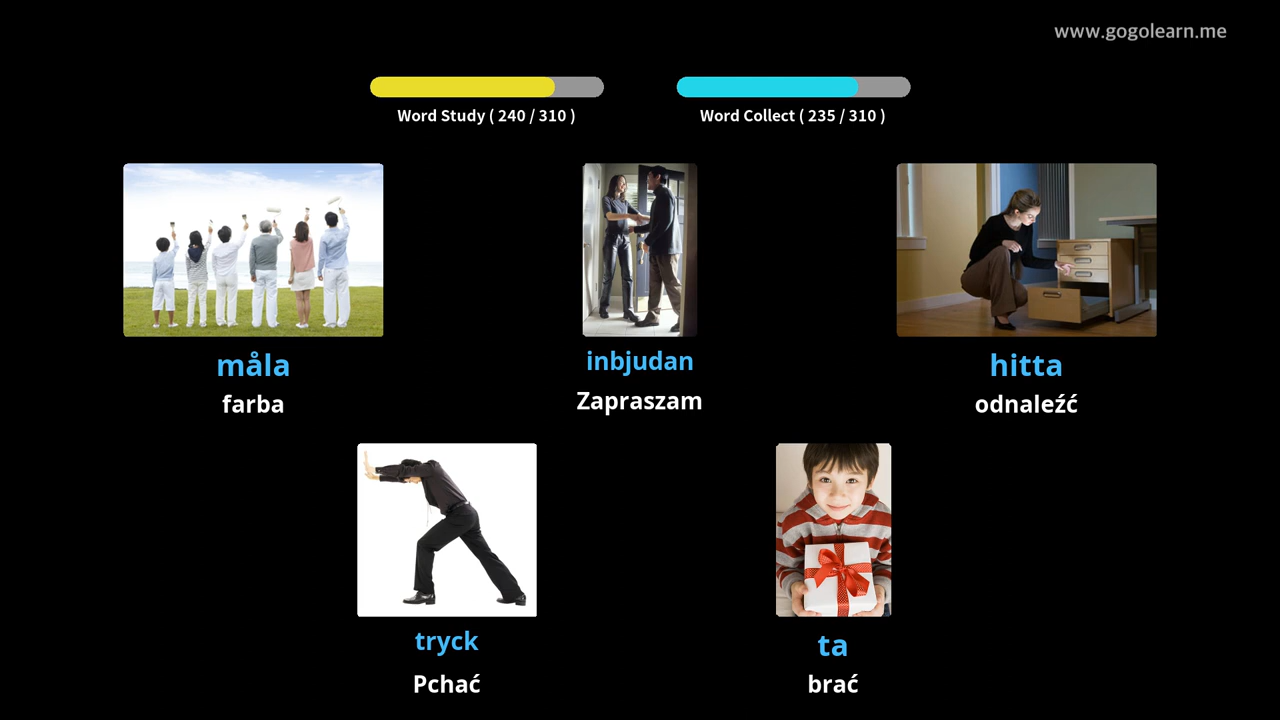 www.gogolearn.me
Word Study ( 240 / 310 )
Word Collect ( 235 / 310 )
måla
farba
inbjudan
Zapraszam
hitta
odnaleźć
tryck
Pchać
ta
brać